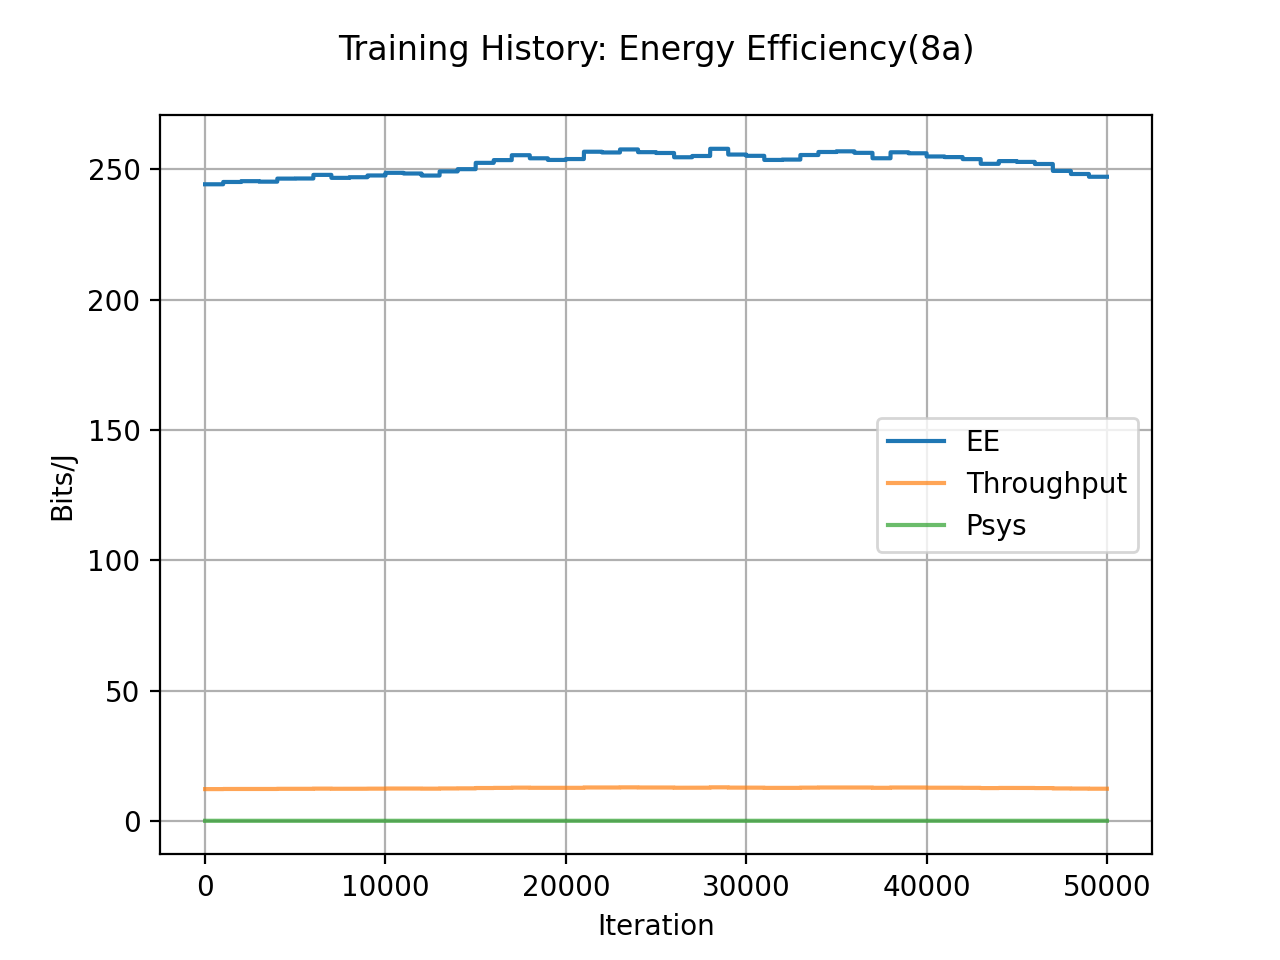 Training History: Energy Efficiency(8a)
250
200
150
100
50
0
Bits/J
EE
Throughput
Psys
0 10000 20000 30000 40000 50000
Iteration